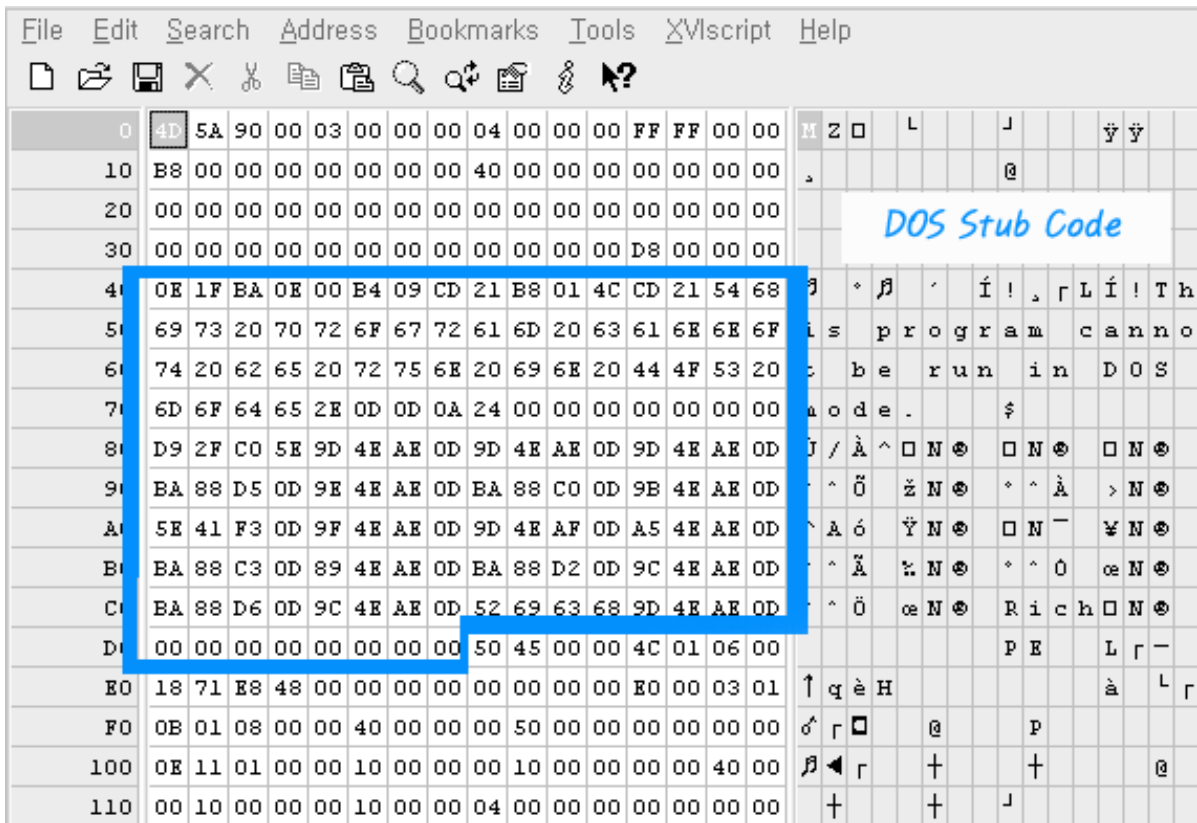 File Edit Search Address Bookmarks Tools XVIscript Help
0 4D 5A 90 00 03 00 00 00 04 00 00 00 FF FF 00 00 M Z □ └ ┘ ÿ ÿ
10 B8 00 00 00 00 00 00 00 40 00 00 00 00 00 00 00 ¸ @
20 00 00 00 00 00 00 00 00 00 00 00 00 00 00 00 00
DOS Stub Code
30 00 00 00 00 00 00 00 00 00 00 00 00 D8 00 00 00
4 0E 1F BA 0E 00 B4 09 CD 21 B8 01 4C CD 21 54 68 ♬ º ♬ ´ Í ! ¸ ┌ L Í ! T h
5 69 73 20 70 72 6F 67 72 61 6D 20 63 61 6E 6E 6F i s p r o g r a m c a n n o
6 74 20 62 65 20 72 75 6E 20 69 6E 20 44 4F 53 20 t b e r u n i n D O S
7 6D 6F 64 65 2E 0D 0D 0A 24 00 00 00 00 00 00 00 m o d e . $
8 D9 2F C0 5E 9D 4E AE 0D 9D 4E AE 0D 9D 4E AE 0D Ù / À ^ □ N ® □ N ® □ N ®
9 BA 88 D5 0D 9E 4E AE 0D BA 88 C0 0D 9B 4E AE 0D º ˆ Õ ž N ® º ˆ À › N ®
A 5E 41 F3 0D 9F 4E AE 0D 9D 4E AF 0D A5 4E AE 0D ^ A ó Ÿ N ® □ N ¯ ¥ N ®
B BA 88 C3 0D 89 4E AE 0D BA 88 D2 0D 9C 4E AE 0D º ˆ Ã ‰ N ® º ˆ Ò œ N ®
C BA 88 D6 0D 9C 4E AE 0D 52 69 63 68 9D 4E AE 0D º ˆ Ö œ N ® R i c h □ N ®
D 00 00 00 00 00 00 00 00 50 45 00 00 4C 01 06 00 P E L ┌ ─
E0 18 71 E8 48 00 00 00 00 00 00 00 00 E0 00 03 01 ↑ q è H à └ ┌
F0 0B 01 08 00 00 40 00 00 00 50 00 00 00 00 00 00 ♂ ┌ ◘ @ P
100 0E 11 01 00 00 10 00 00 00 10 00 00 00 00 40 00 ♬ ◄ ┌ ┼ ┼ @
110 00 10 00 00 00 10 00 00 04 00 00 00 00 00 00 00 ┼ ┼ ┘